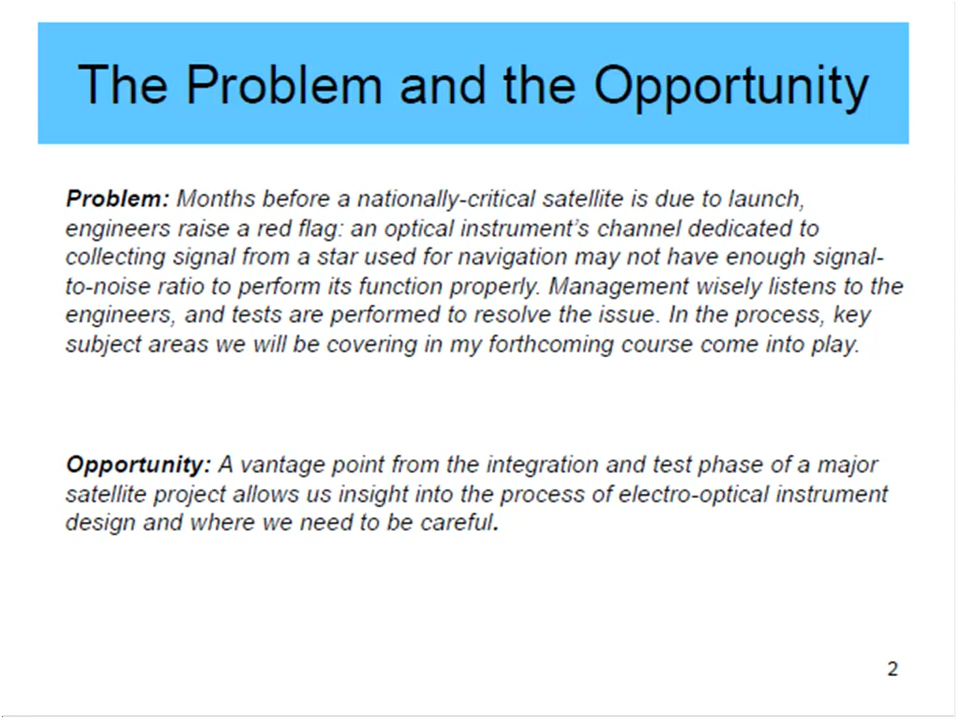 The Problem and the Opportunity
Problem: Months before a nationally-critical satellite is due to launch,
engineers raise a red flag: an optical instrument's channel dedicated to
collecting signal from a star used for navigation may not have enough signal-
to-noise ratio to perform its function properly. Management wisely listens to the
engineers, and tests are performed to resolve the issue. In the process, key
subject areas we will be covering in my forthcoming course come into play.
Opportunity: A vantage point from the integration and test phase of a major
satellite project allows us insight into the process of electro-optical instrument
design and where we need to be careful.
2